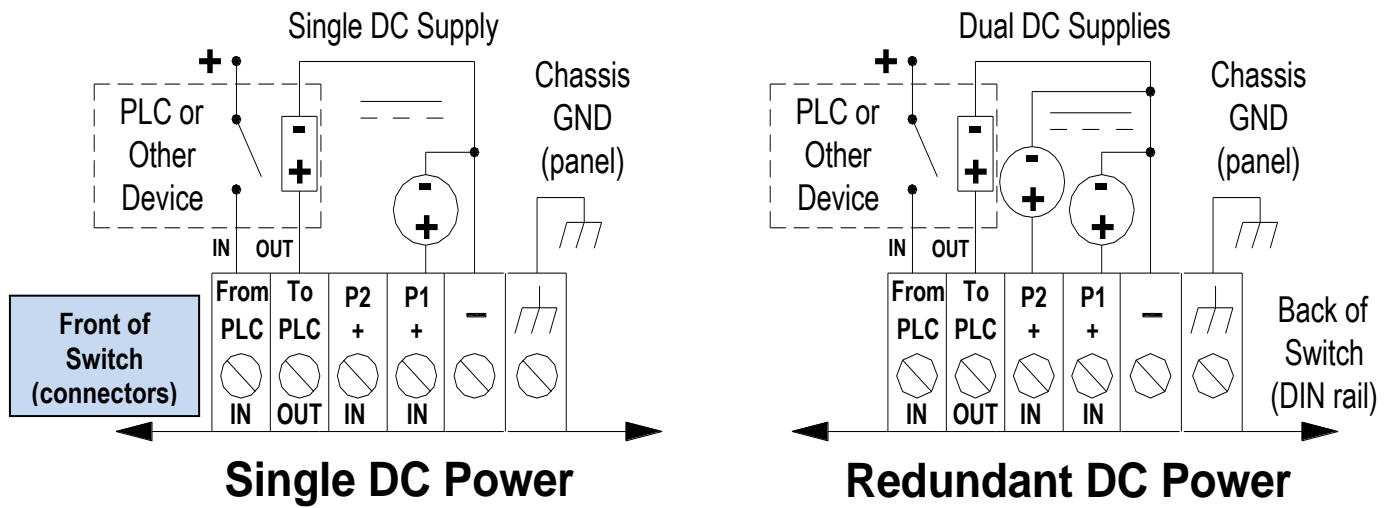 Single DC Supply
+
PLC or
Other
Device
-
+
-
+
Chassis
GND
(panel)
IN OUT
From PLC IN
To PLC OUT
P2 + IN
P1 + IN
–
Front of
Switch
(connectors)
Single DC Power
Dual DC Supplies
+
PLC or
Other
Device
-
+
-
+
-
+
Chassis
GND
(panel)
IN OUT
From PLC IN
To PLC OUT
P2 + IN
P1 + IN
–
Back of
Switch
(DIN rail)
Redundant DC Power